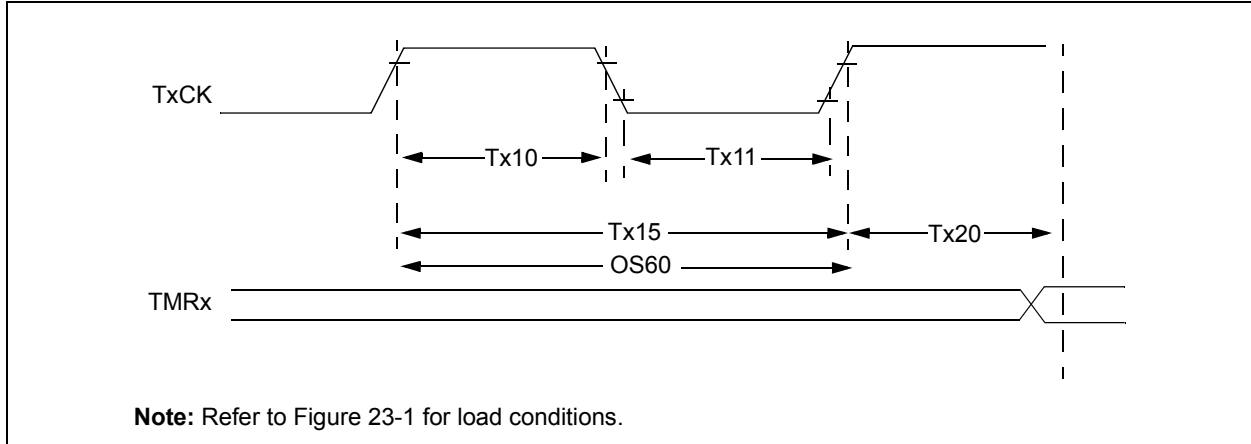 TxCK
Tx10
Tx11
Tx15
Tx20
OS60
TMRx
Note: Refer to Figure 23-1 for load conditions.